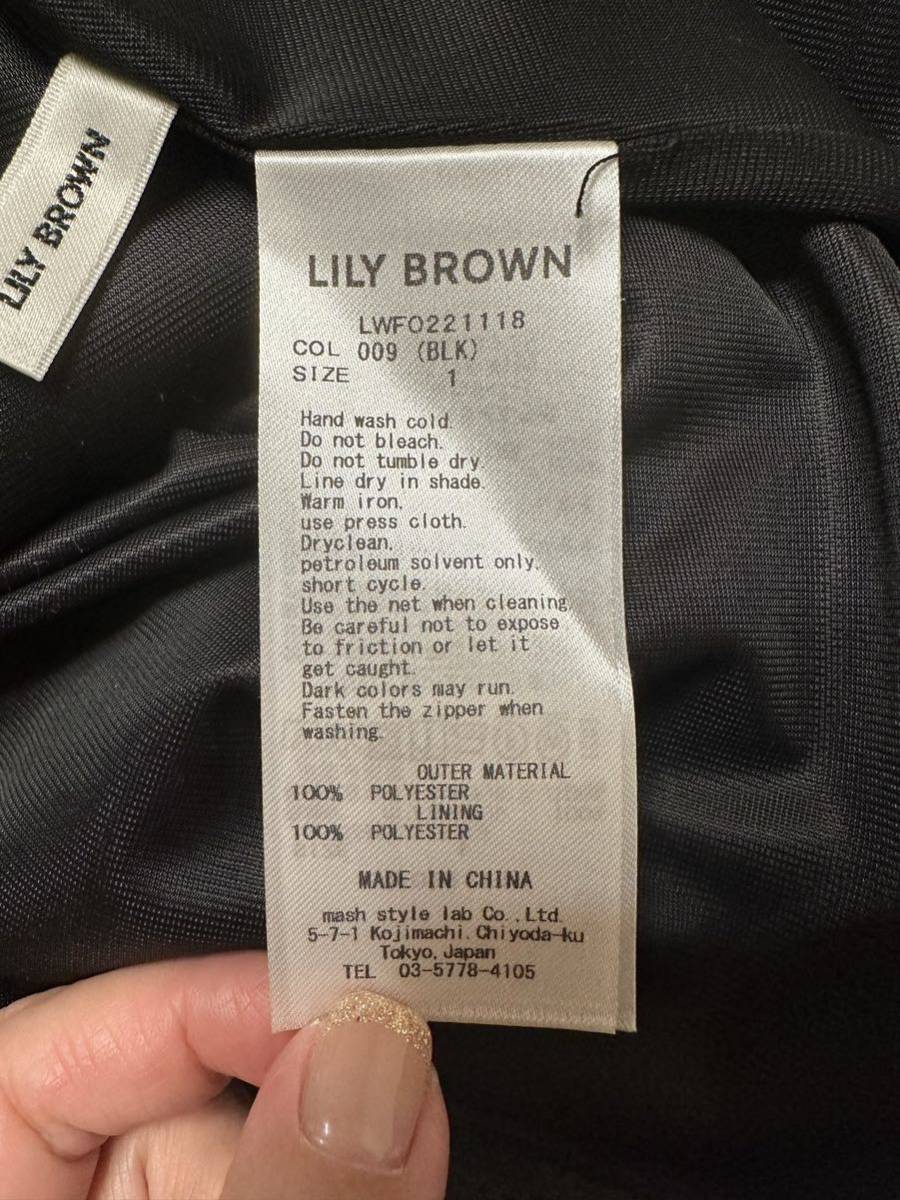 LILY BROWN
LILY BROWN
LWFO221118
COL 009 (BLK)
SIZE 1
Hand wash cold.
Do not bleach.
Do not tumble dry.
Line dry in shade.
Warm iron,
use press cloth.
Dryclean,
petroleum solvent only,
short cycle.
Use the net when cleaning.
Be careful not to expose
to friction or let it
get caught.
Dark colors may run.
Fasten the zipper when
washing.
OUTER MATERIAL
100% POLYESTER
LINING
100% POLYESTER
MADE IN CHINA
mash style lab Co.,Ltd.
5-7-1 Kojimachi.Chiyoda-ku
Tokyo, Japan
TEL 03-5778-4105